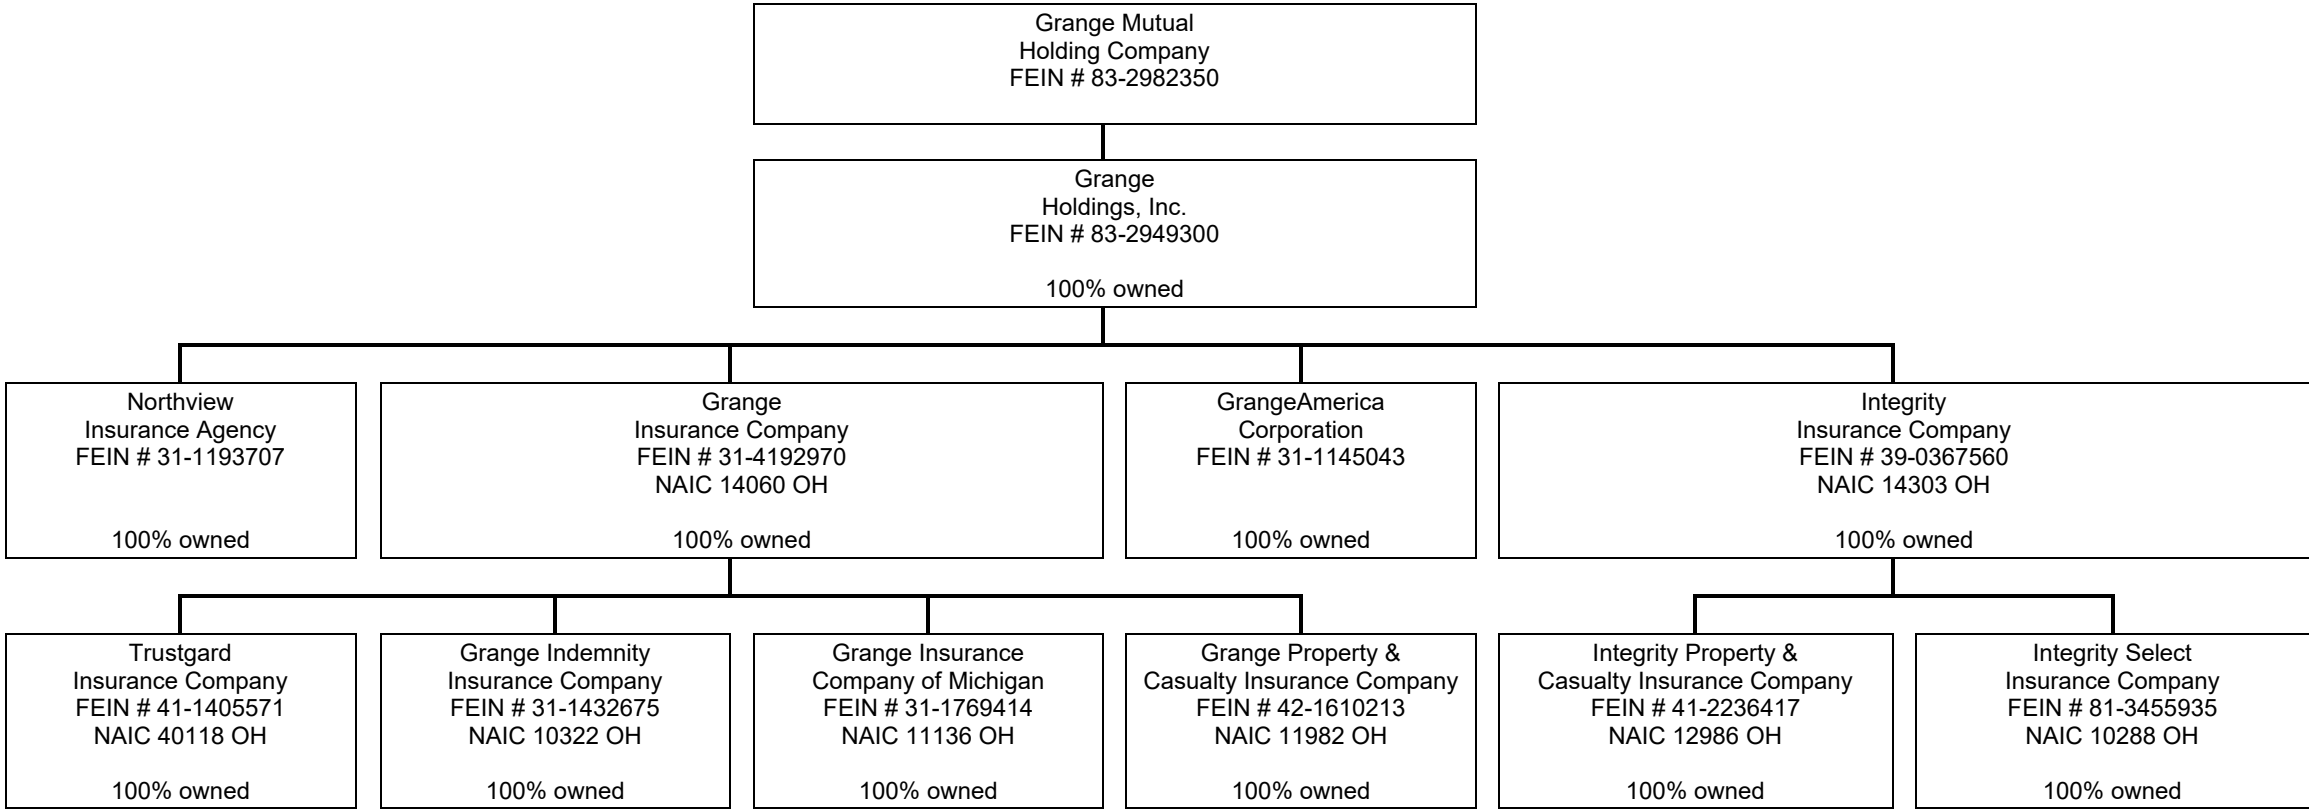 Grange Mutual
Holding Company
FEIN # 83-2982350
Grange
Holdings, Inc.
FEIN # 83-2949300
100% owned
Northview
Insurance Agency
FEIN # 31-1193707
100% owned
Grange
Insurance Company
FEIN # 31-4192970
NAIC 14060 OH
100% owned
GrangeAmerica
Corporation
FEIN # 31-1145043
100% owned
Integrity
Insurance Company
FEIN # 39-0367560
NAIC 14303 OH
100% owned
Trustgard
Insurance Company
FEIN # 41-1405571
NAIC 40118 OH
100% owned
Grange Indemnity
Insurance Company
FEIN # 31-1432675
NAIC 10322 OH
100% owned
Grange Insurance
Company of Michigan
FEIN # 31-1769414
NAIC 11136 OH
100% owned
Grange Property &
Casualty Insurance Company
FEIN # 42-1610213
NAIC 11982 OH
100% owned
Integrity Property &
Casualty Insurance Company
FEIN # 41-2236417
NAIC 12986 OH
100% owned
Integrity Select
Insurance Company
FEIN # 81-3455935
NAIC 10288 OH
100% owned